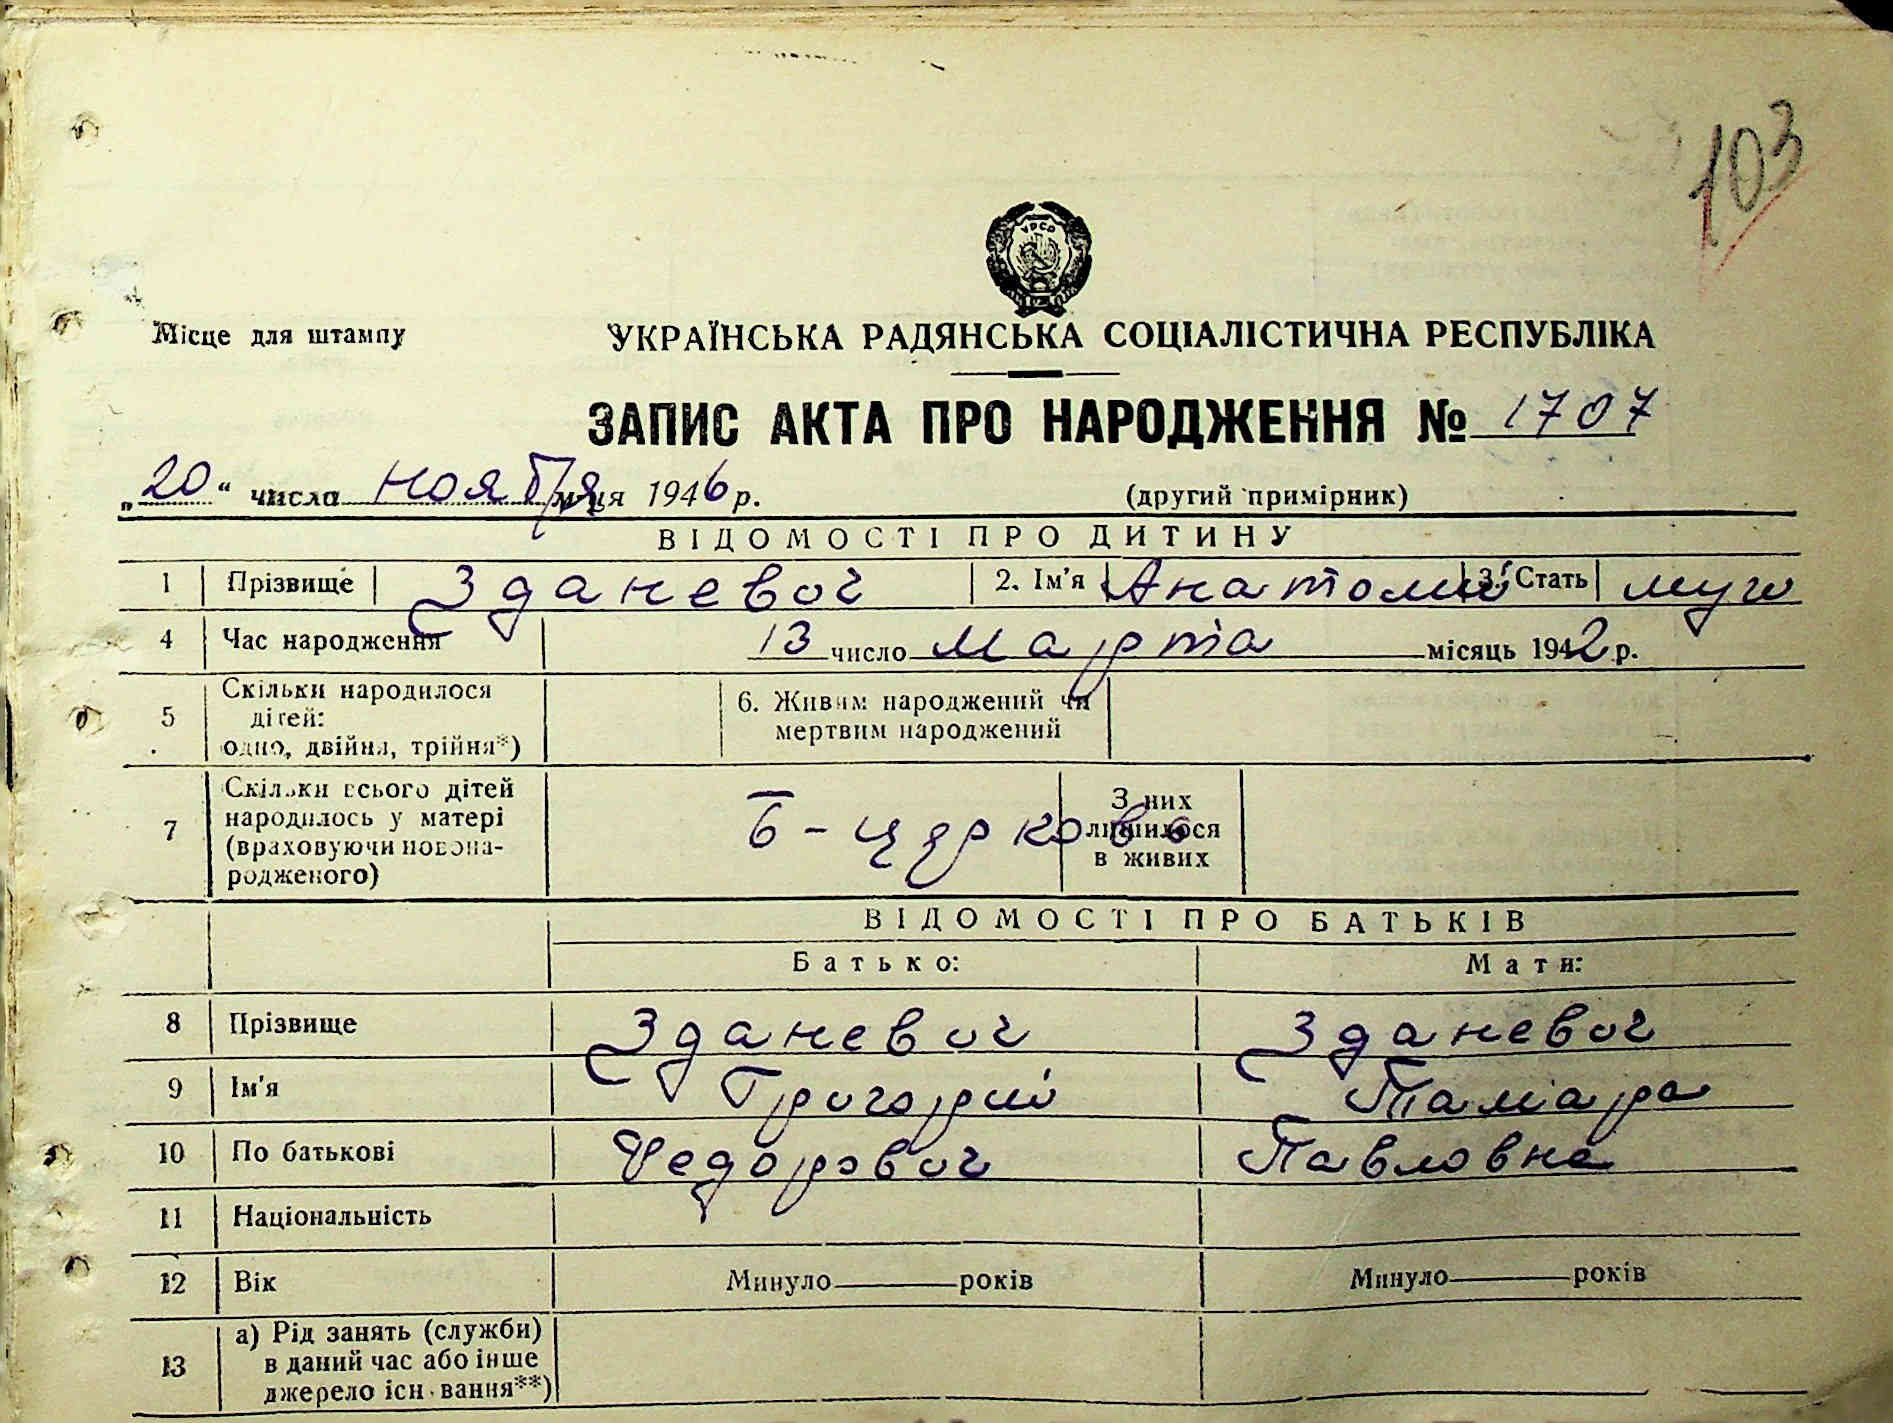 103
УРСР
Місце для штампу
УКРАЇНСЬКА РАДЯНСЬКА СОЦІАЛІСТИЧНА РЕСПУБЛІКА
ЗАПИС АКТА ПРО НАРОДЖЕННЯ № 1707
„20“ числа ноября м-ця 1946 р. (другий примірник)
ВІДОМОСТІ ПРО ДИТИНУ
1 Прізвище Зданевич 2. Ім'я Анатолий 3. Стать муж
4 Час народження 13 число марта місяць 1942 р.
5 Скільки народилося дітей: одно, двійня, трійня*) 6. Живим народжений чи мертвим народжений
7 Скільки всього дітей народилось у матері (враховуючи новонародженого) Б-церковь З них лишилося в живих
ВІДОМОСТІ ПРО БАТЬКІВ
Батько: Мати:
8 Прізвище Зданевич Зданевич
9 Ім'я Григорий Тамара
10 По батькові Федорович Павловна
11 Національність
12 Вік Минуло років Минуло років
13 а) Рід занять (служби) в даний час або інше джерело існування**)